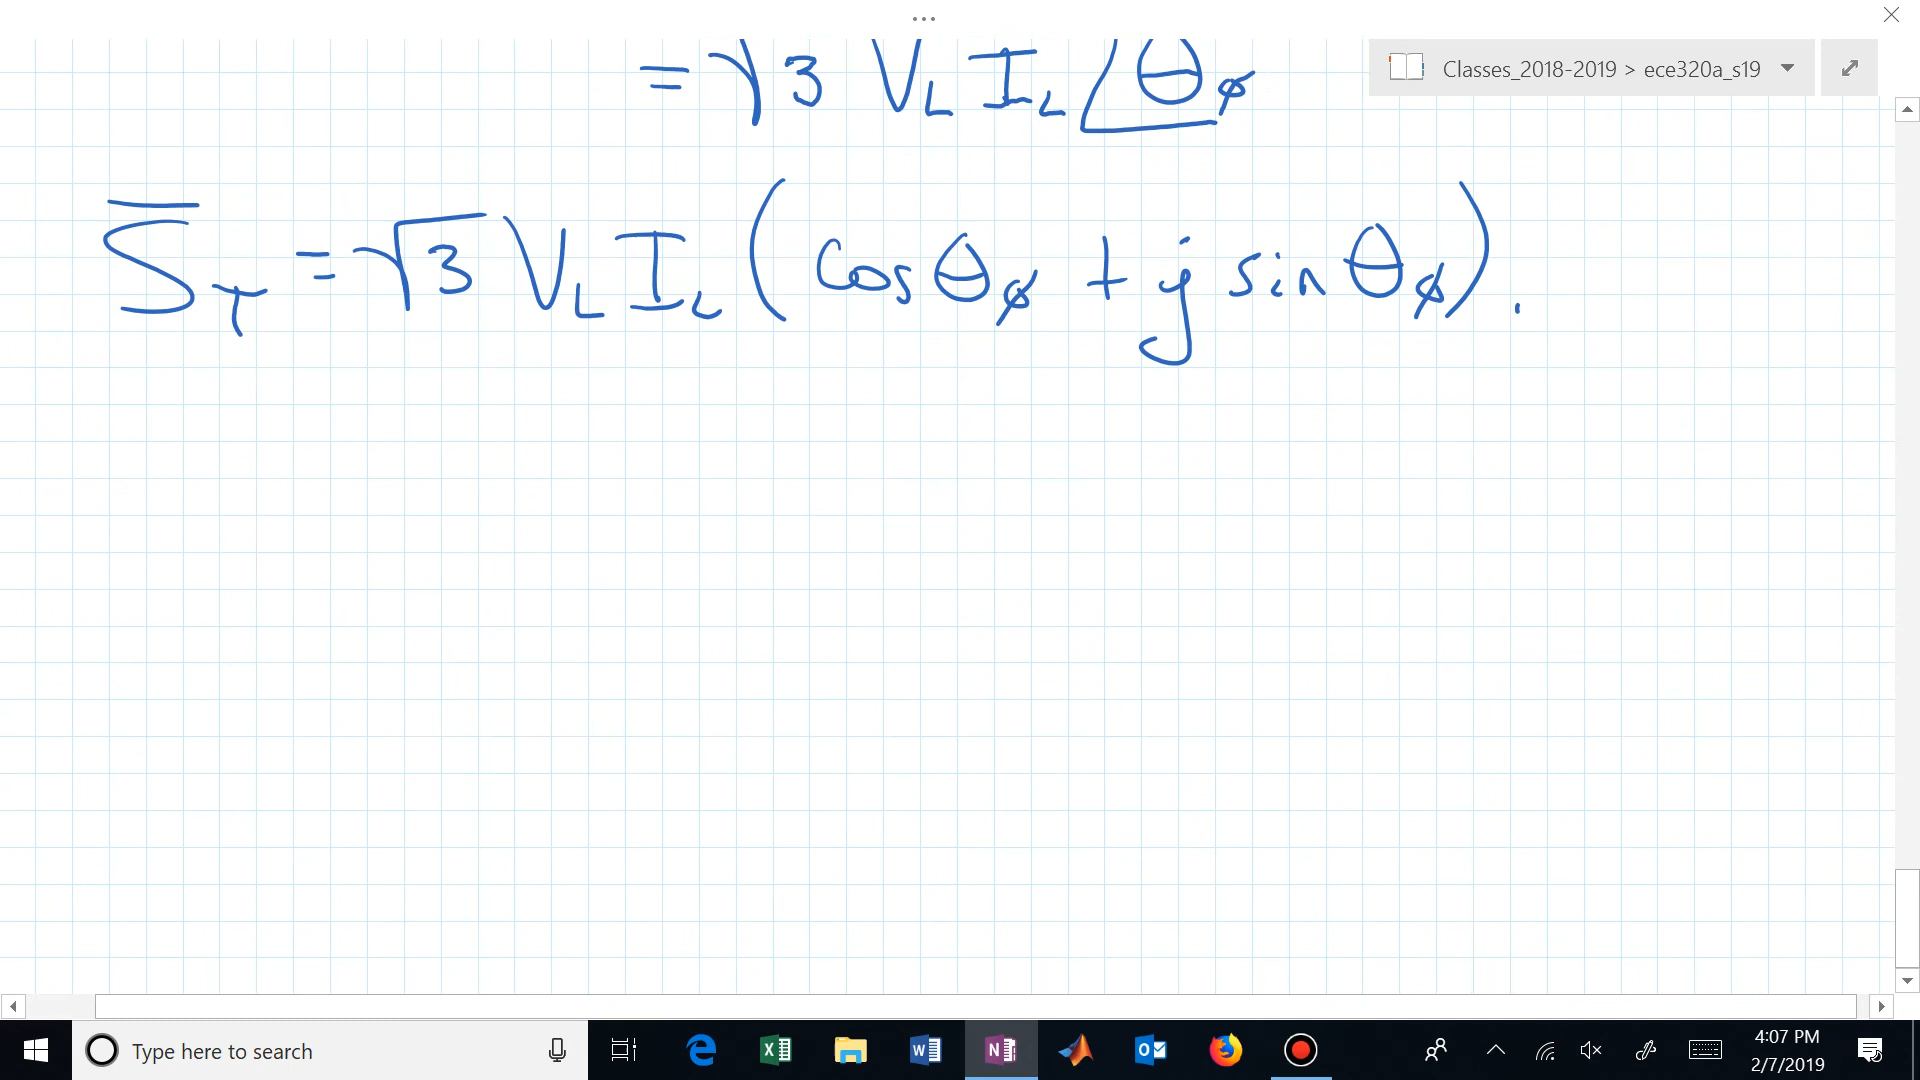 = √3 V_L I_L ∠θ_ϕ
Classes_2018-2019 > ece320a_s19
S̅_T = √3 V_L I_L (cos θ_ϕ + j sin θ_ϕ).
Type here to search
4:07 PM
2/7/2019